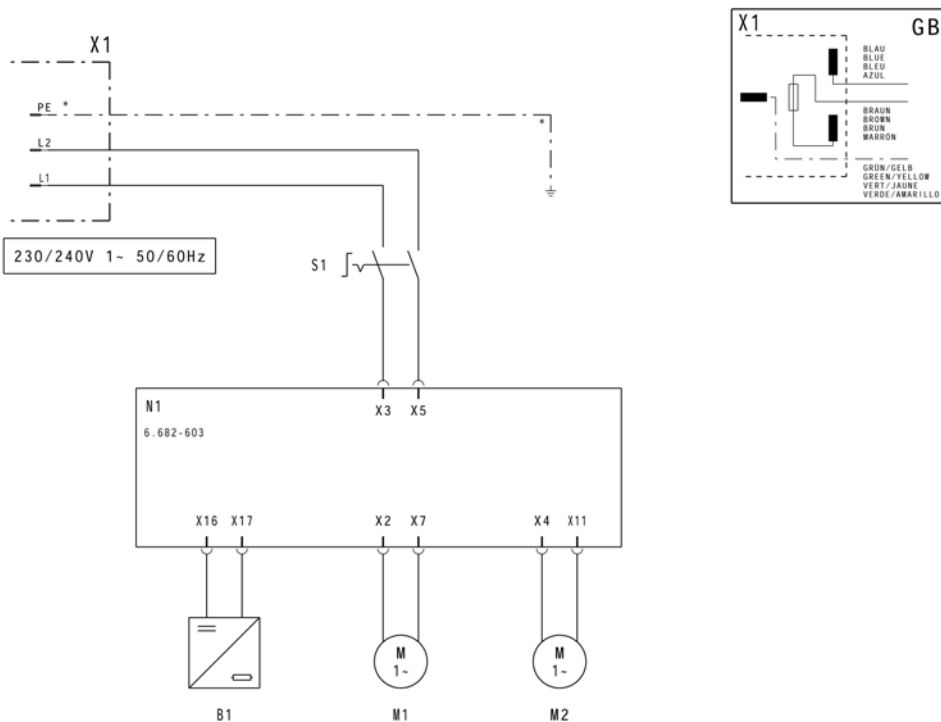 X1
PE *
*
L2
L1
230/240V 1~ 50/60Hz
S1
N1
6.682-603
X3 X5
X16 X17 X2 X7 X4 X11
M
1~
M
1~
B1 M1 M2
X1 GB
BLAU
BLUE
BLEU
AZUL
BRAUN
BROWN
BRUN
MARRÓN
GRÜN/GELB
GREEN/YELLOW
VERT/JAUNE
VERDE/AMARILLO